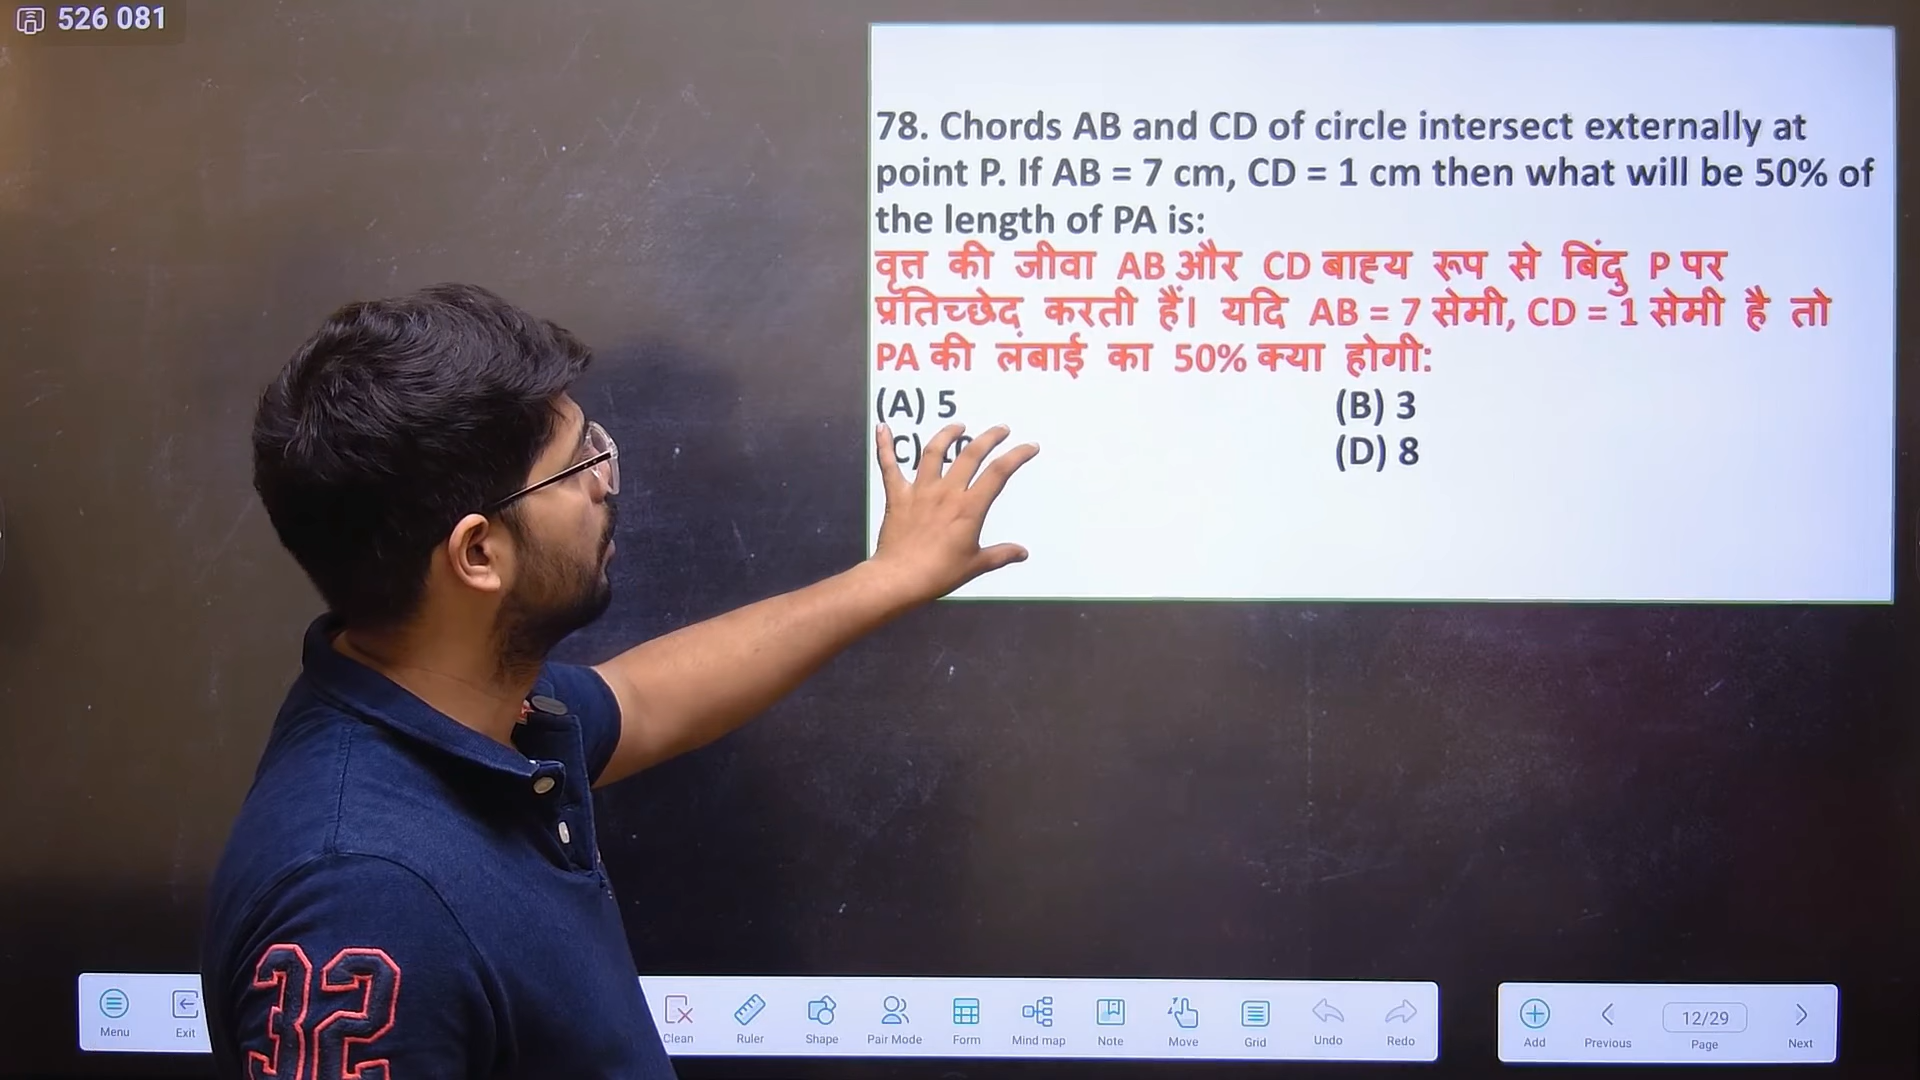 526 081
78. Chords AB and CD of circle intersect externally at
point P. If AB = 7 cm, CD = 1 cm then what will be 50% of
the length of PA is:
वृत्त की जीवा AB और CD बाह्य रूप से बिंदु P पर
प्रतिच्छेद करती हैं। यदि AB = 7 सेमी, CD = 1 सेमी है तो
PA की लंबाई का 50% क्या होगी:
(A) 5 (B) 3
C) (D) 8
32
Menu Exit Clean Ruler Shape Pair Mode Form Mind map Note Move Grid Undo Redo Add Previous 12/29 Page Next